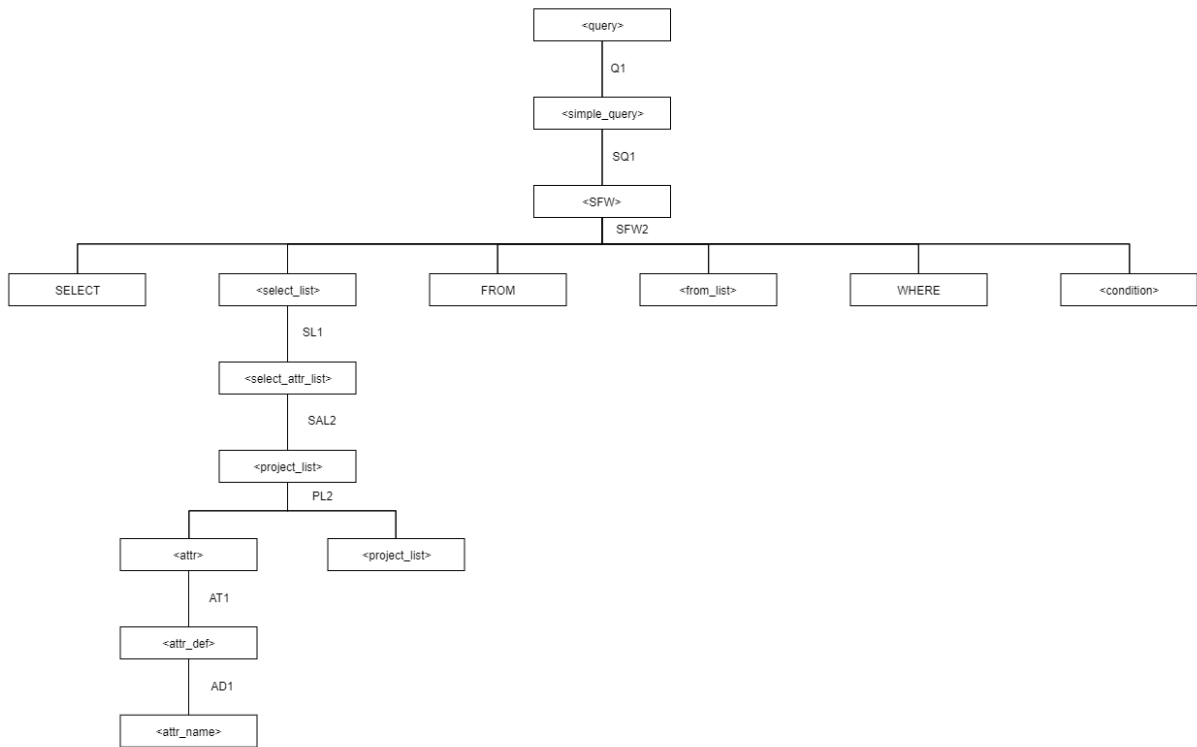 <query>
Q1
<simple_query>
SQ1
<SFW>
SFW2
SELECT
<select_list>
FROM
<from_list>
WHERE
<condition>
SL1
<select_attr_list>
SAL2
<project_list>
PL2
<attr>
<project_list>
AT1
<attr_def>
AD1
<attr_name>